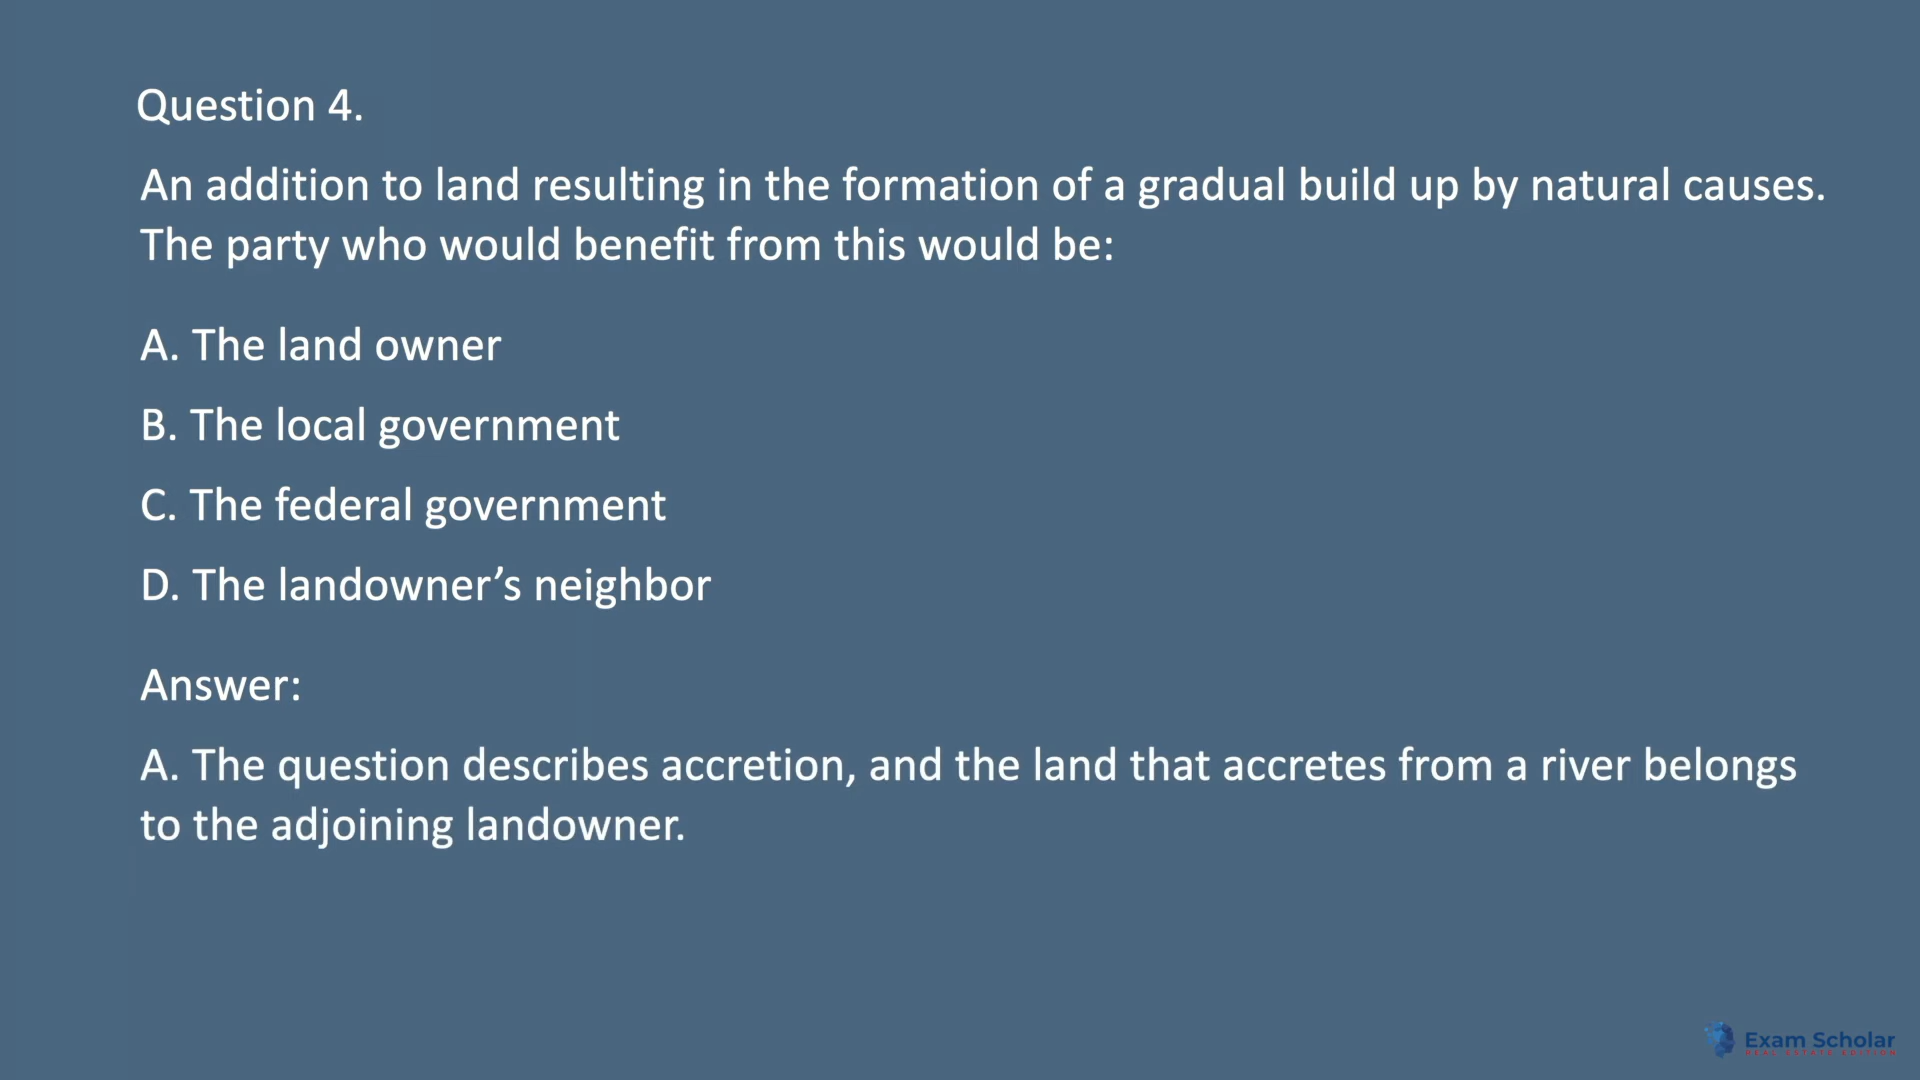 Question 4.
An addition to land resulting in the formation of a gradual build up by natural causes.
The party who would benefit from this would be:
A. The land owner
B. The local government
C. The federal government
D. The landowner’s neighbor
Answer:
A. The question describes accretion, and the land that accretes from a river belongs
to the adjoining landowner.
Exam Scholar
REAL ESTATE EDITION